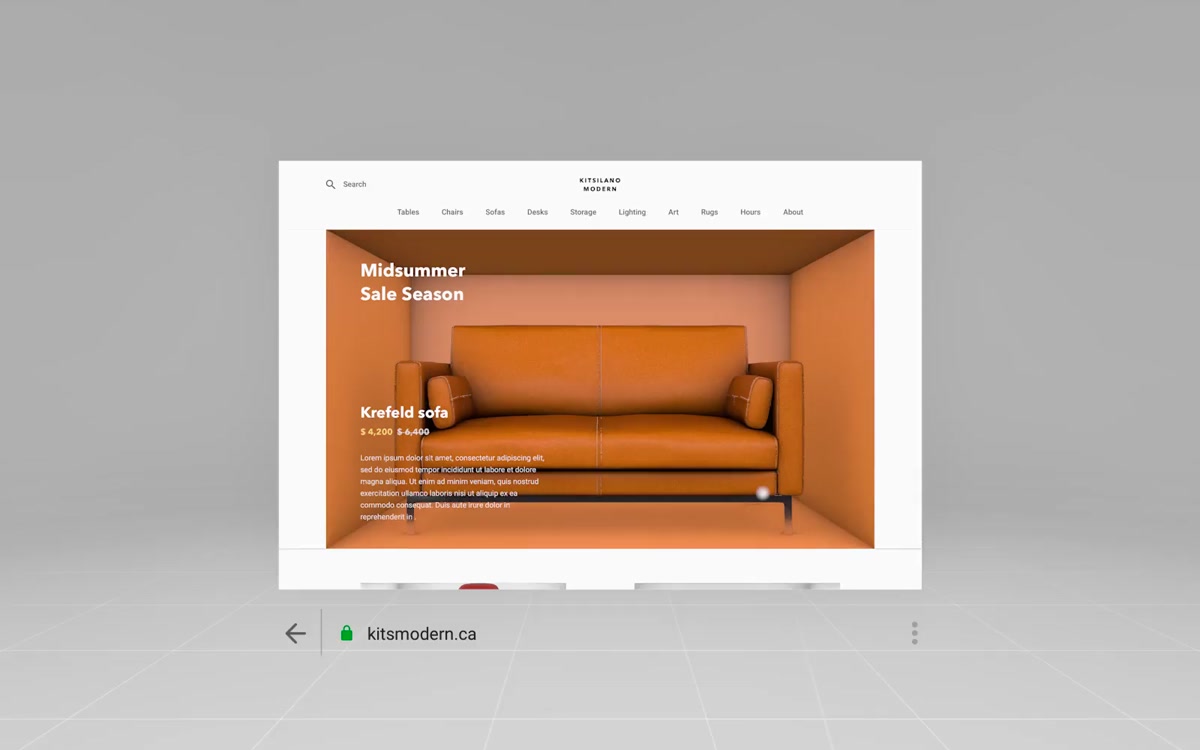 Search
KITSILANO
MODERN
Tables Chairs Sofas Desks Storage Lighting Art Rugs Hours About
Midsummer
Sale Season
Krefeld sofa
$ 4,200 $ 6,400
Lorem ipsum dolor sit amet, consectetur adipiscing elit,
sed do eiusmod tempor incididunt ut labore et dolore
magna aliqua. Ut enim ad minim veniam, quis nostrud
exercitation ullamco laboris nisi ut aliquip ex ea
commodo consequat. Duis aute irure dolor in
reprehenderit in
kitsmodern.ca